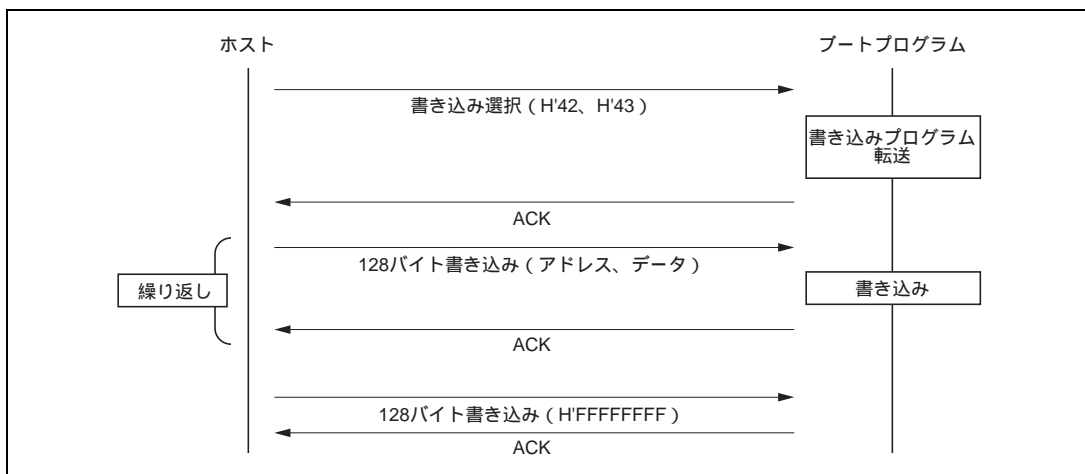 ホスト
ブートプログラム
書き込み選択（H'42、H'43）
書き込みプログラム
転送
ACK
128バイト書き込み（アドレス、データ）
繰り返し
書き込み
ACK
128バイト書き込み（H'FFFFFFFF）
ACK